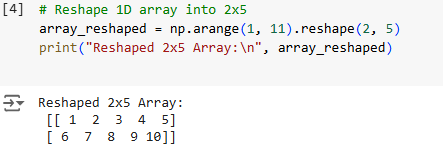 [4] # Reshape 1D array into 2x5
array_reshaped = np.arange(1, 11).reshape(2, 5)
print("Reshaped 2x5 Array:\n", array_reshaped)
Reshaped 2x5 Array:
 [[ 1  2  3  4  5]
 [ 6  7  8  9 10]]